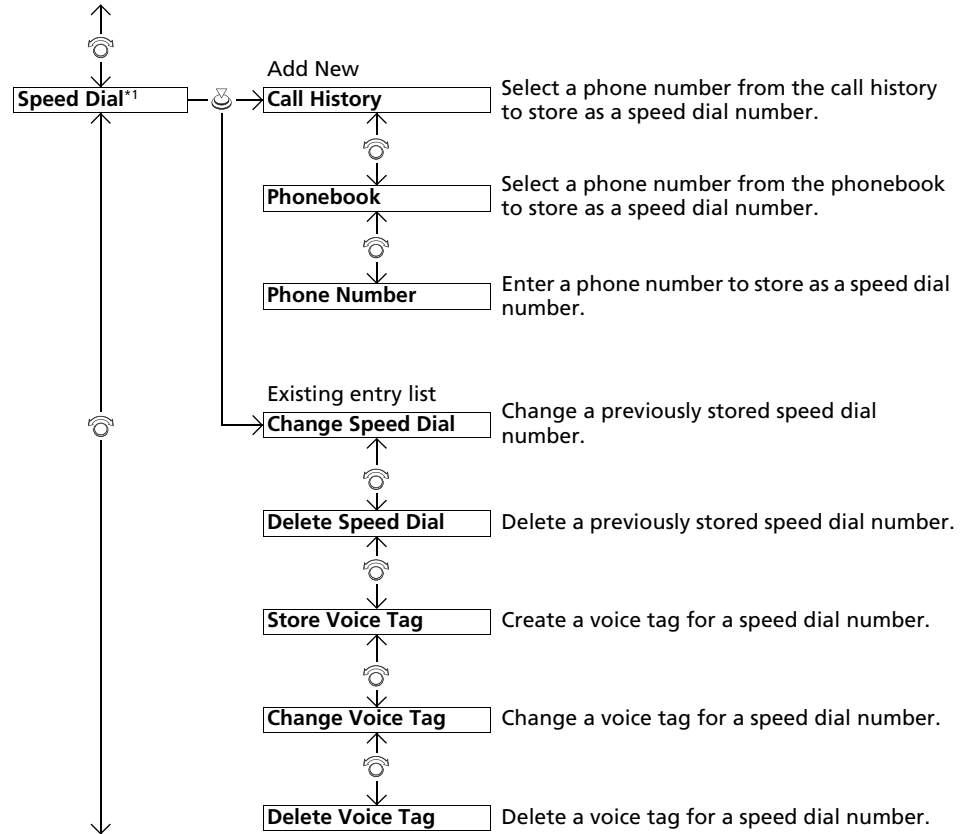 Speed Dial*1
Add New
Call History
Select a phone number from the call history
to store as a speed dial number.
Phonebook
Select a phone number from the phonebook
to store as a speed dial number.
Phone Number
Enter a phone number to store as a speed dial
number.
Existing entry list
Change Speed Dial
Change a previously stored speed dial
number.
Delete Speed Dial
Delete a previously stored speed dial number.
Store Voice Tag
Create a voice tag for a speed dial number.
Change Voice Tag
Change a voice tag for a speed dial number.
Delete Voice Tag
Delete a voice tag for a speed dial number.